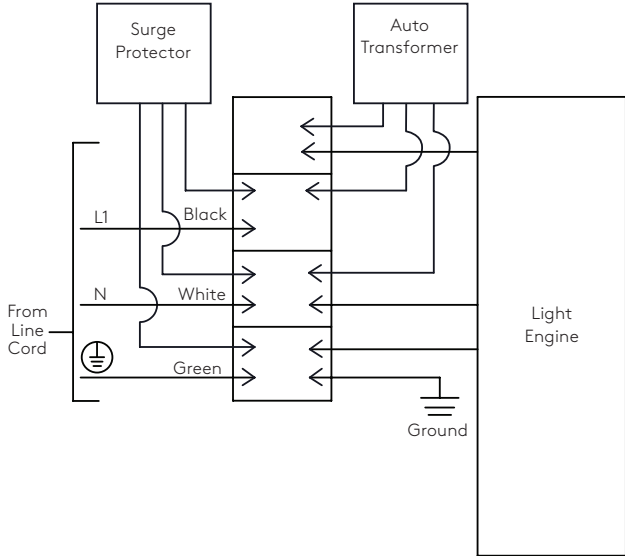 Surge
Protector
Auto
Transformer
L1
Black
N
White
From
Line
Cord
Green
Light
Engine
Ground